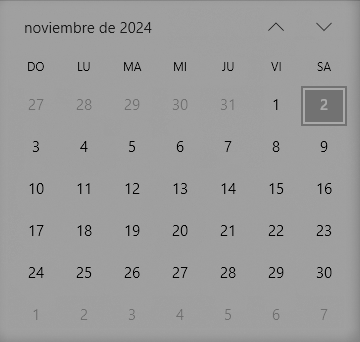 noviembre de 2024
DO LU MA MI JU VI SA
27 28 29 30 31 1 2
3 4 5 6 7 8 9
10 11 12 13 14 15 16
17 18 19 20 21 22 23
24 25 26 27 28 29 30
1 2 3 4 5 6 7